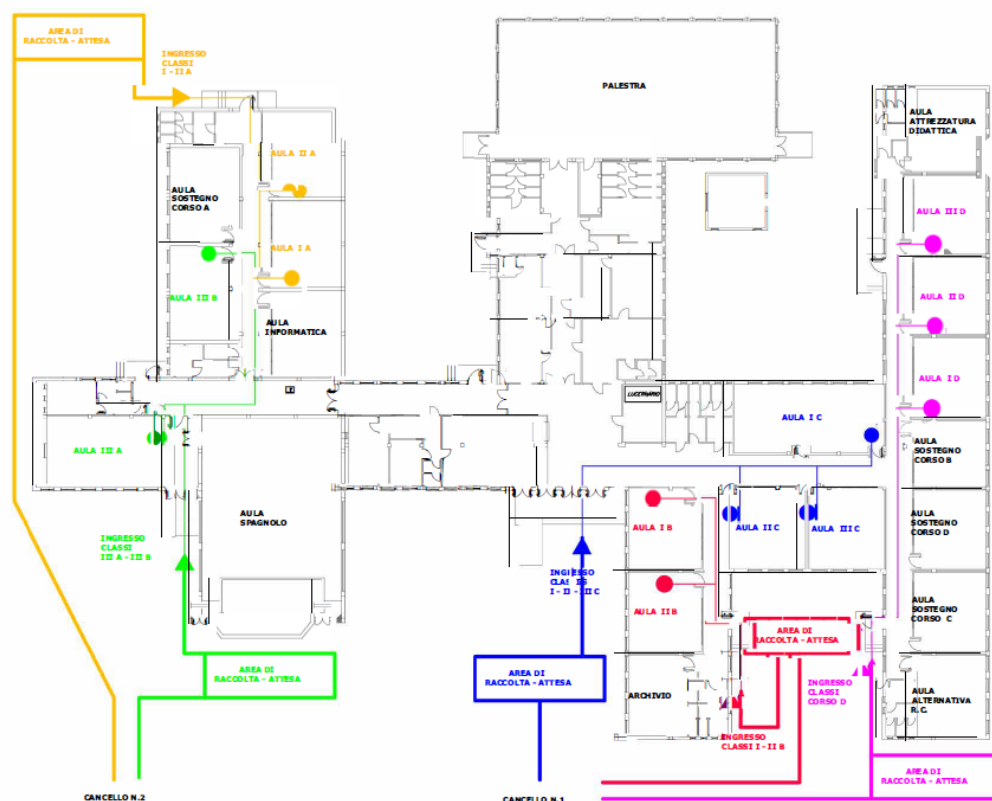 AREA DI
RACCOLTA - ATTESA
INGRESSO
CLASSI
I - II A
PALESTRA
AULA
ATTREZZATURA
DIDATTICA
AULA II A
AULA
SOSTEGNO
CORSO A
AULA III D
AULA I A
AULA III B
AULA II D
AULA
INFORMATICA
AULA I D
LUCERNARIO
AULA I C
AULA
SOSTEGNO
CORSO B
AULA III A
AULA
SPAGNOLO
AULA I B
AULA II C
AULA III C
AULA
SOSTEGNO
CORSO D
INGRESSO
CLASSI
III A - III B
INGRESSO
CLASSI
I - II - III C
AULA II B
AULA
SOSTEGNO
CORSO C
AREA DI
RACCOLTA - ATTESA
AREA DI
RACCOLTA - ATTESA
AREA DI
RACCOLTA - ATTESA
ARCHIVIO
INGRESSO
CLASSI
CORSO D
AULA
ALTERNATIVA
R.C.
INGRESSO
CLASSI I - II B
AREA DI
RACCOLTA - ATTESA
CANCELLO N.2
CANCELLO N.1